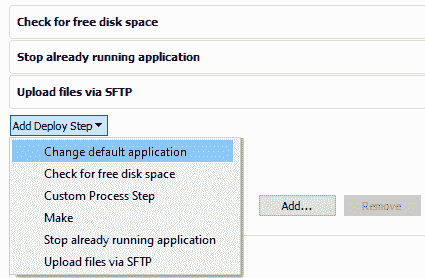 Check for free disk space
Stop already running application
Upload files via SFTP
Add Deploy Step
Change default application
Check for free disk space
Custom Process Step
Make
Stop already running application
Upload files via SFTP
Add... Remove